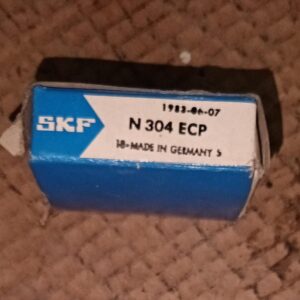 1983-06-07
SKF
N 304 ECP
18-MADE IN GERMANY 5